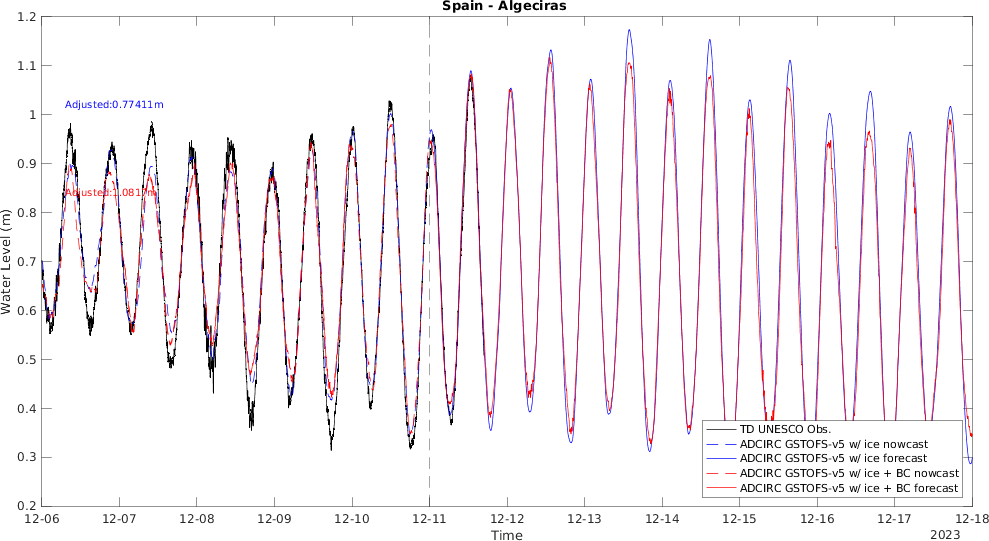 Spain - Algeciras
1.2
1.1
1
0.9
0.8
0.7
0.6
0.5
0.4
0.3
0.2
Water Level (m)
Adjusted:0.77411m
TD UNESCO Obs.
ADCIRC GSTOFS-v5 w/ ice nowcast
ADCIRC GSTOFS-v5 w/ ice forecast
ADCIRC GSTOFS-v5 w/ ice + BC nowcast
ADCIRC GSTOFS-v5 w/ ice + BC forecast
12-06 12-07 12-08 12-09 12-10 12-11 12-12 12-13 12-14 12-15 12-16 12-17 12-18
Time
2023